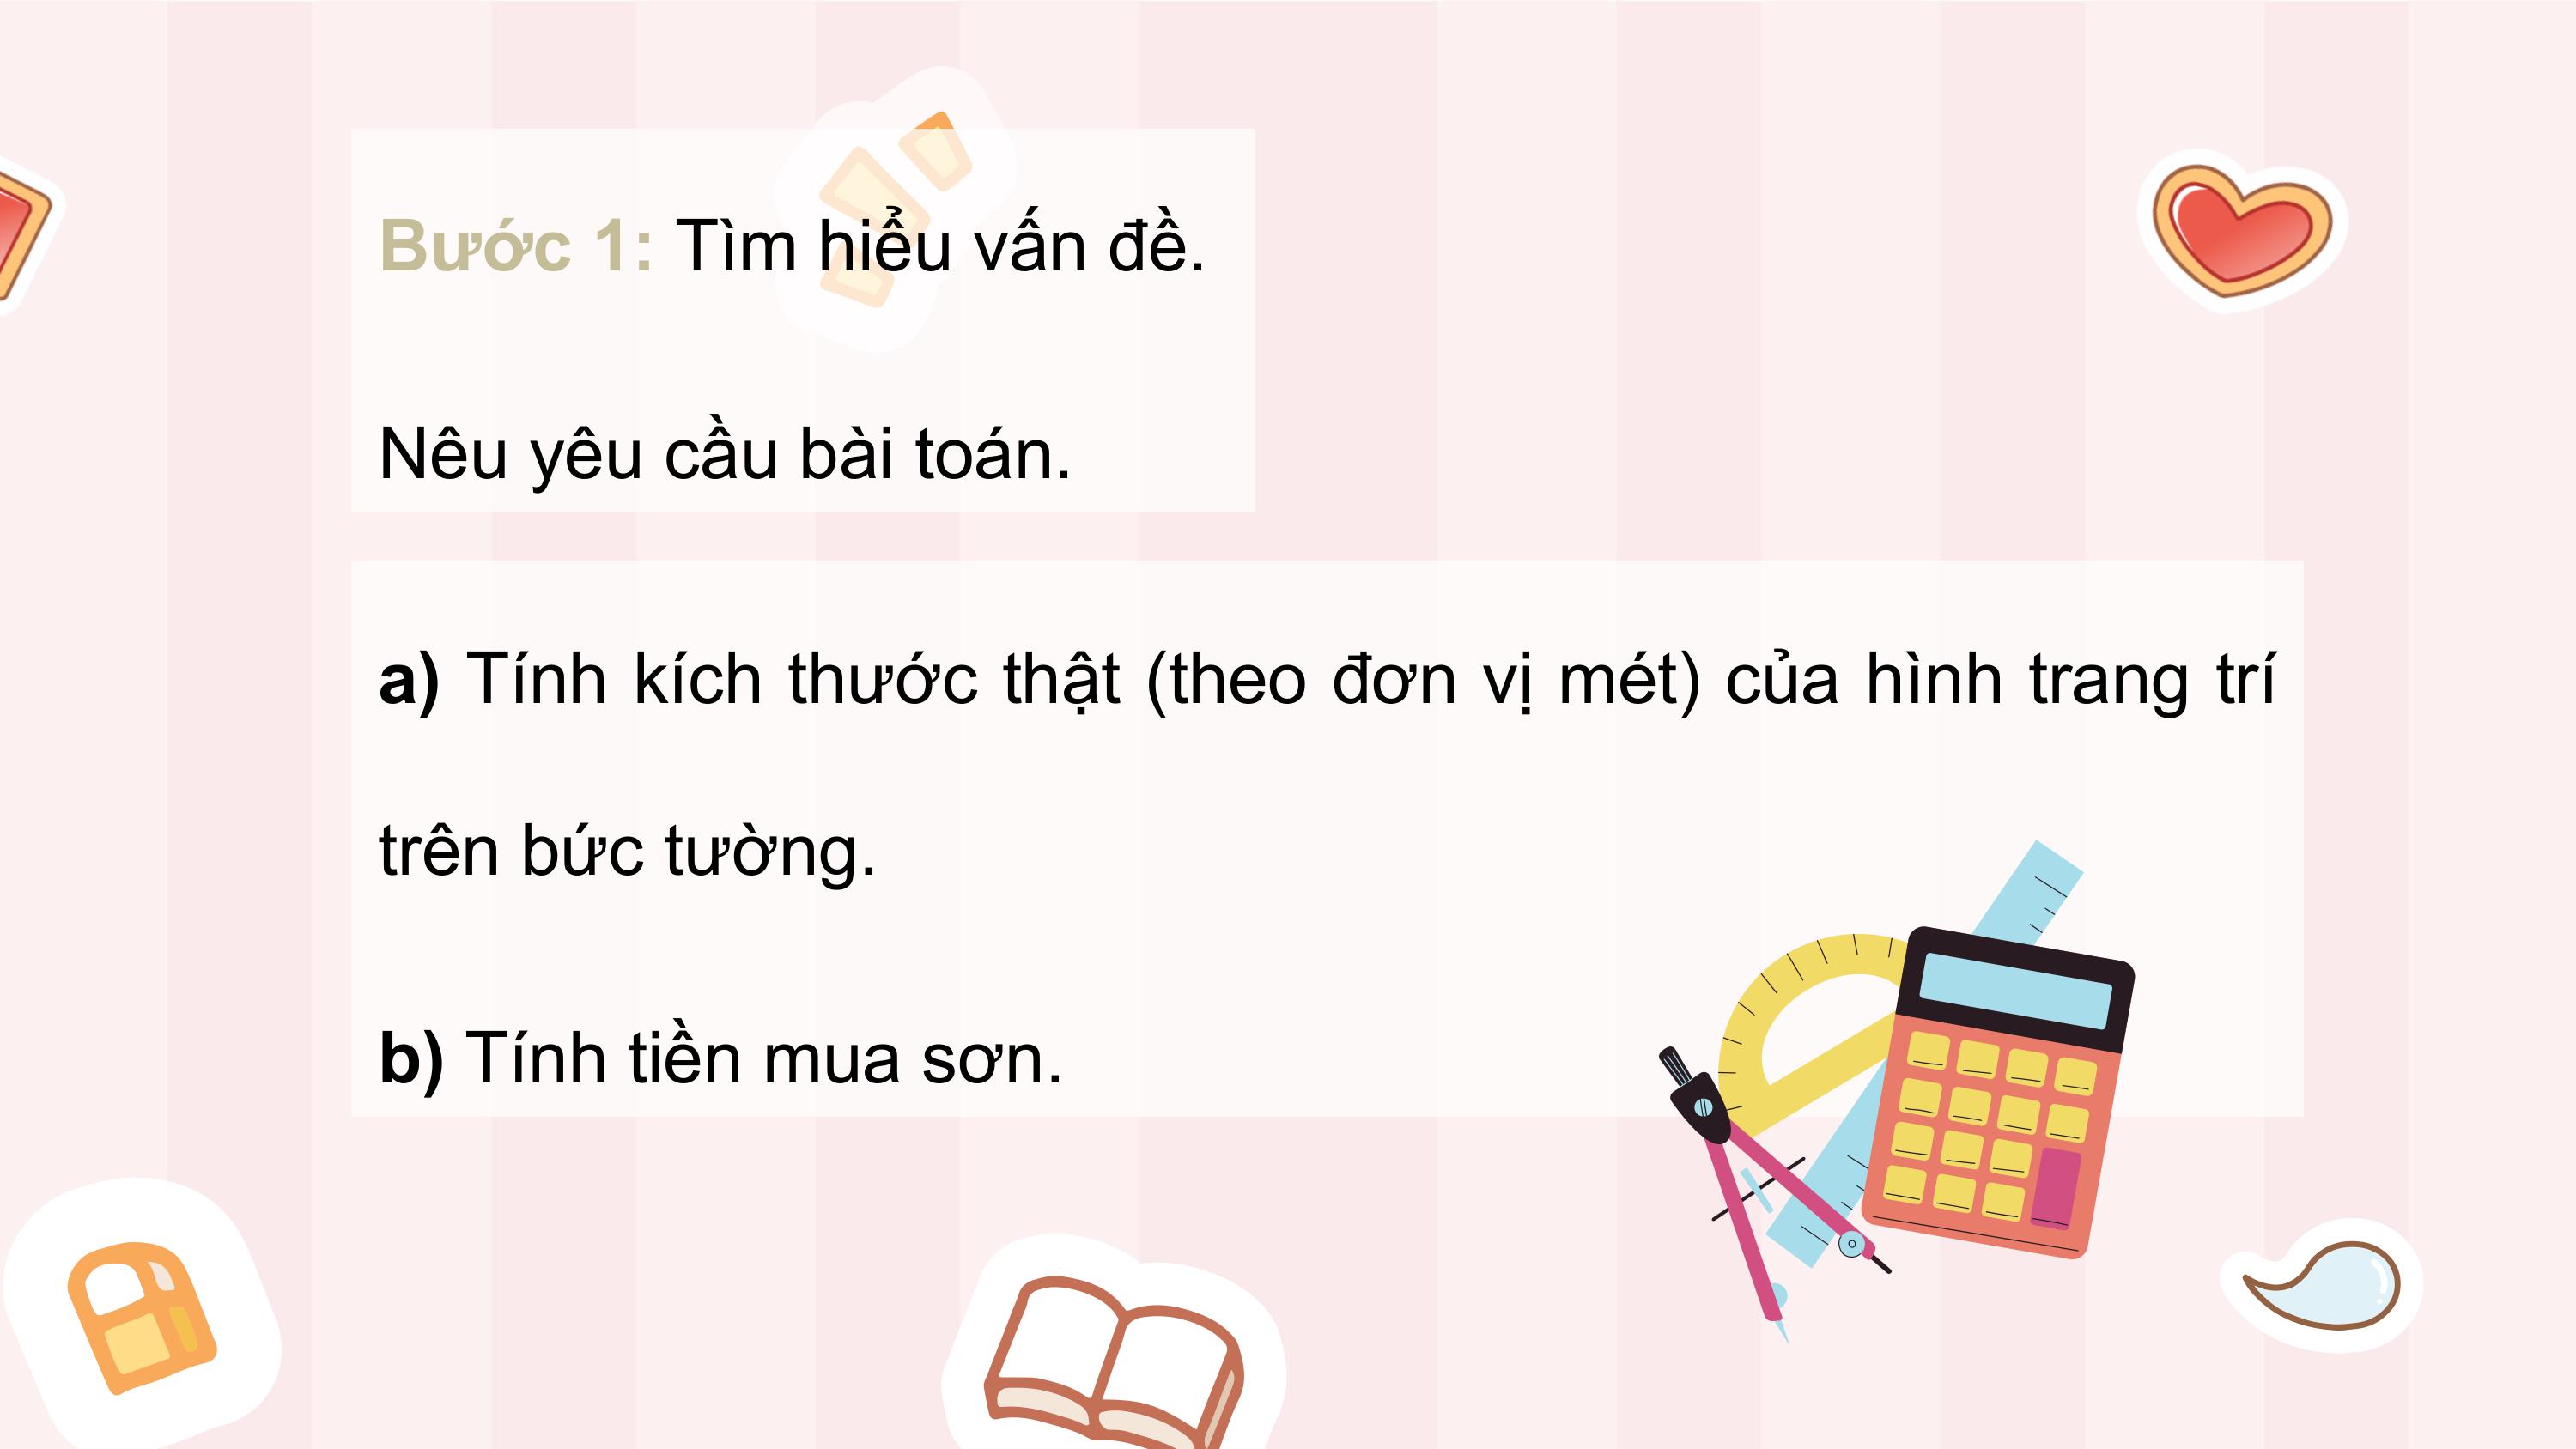 Bước 1: Tìm hiểu vấn đề.
Nêu yêu cầu bài toán.
a) Tính kích thước thật (theo đơn vị mét) của hình trang trí
trên bức tường.
b) Tính tiền mua sơn.